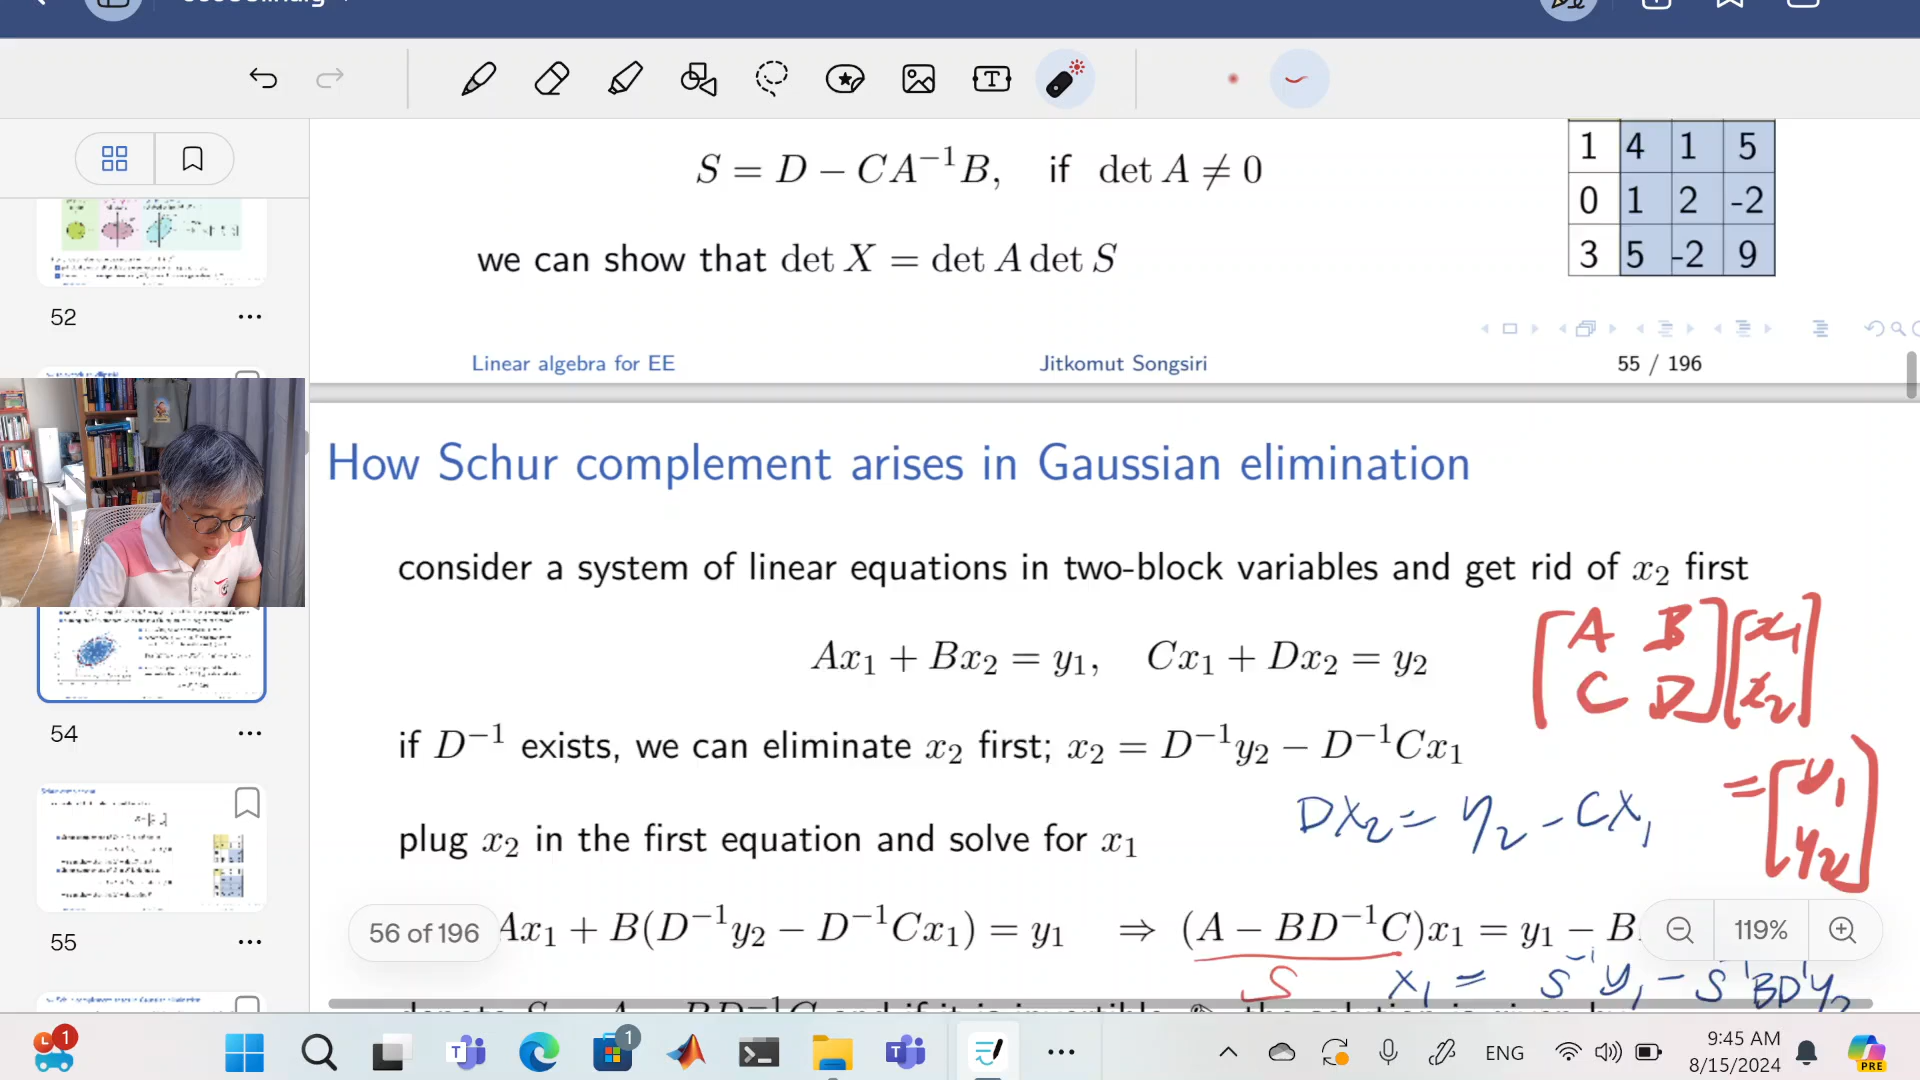 S = D − CA⁻¹B, if det A ≠ 0
we can show that det X = det A det S
1 4 1 5
0 1 2 -2
3 5 -2 9
Linear algebra for EE Jitkomut Songsiri 55 / 196
52
54
55
How Schur complement arises in Gaussian elimination
consider a system of linear equations in two-block variables and get rid of x₂ first
Ax₁ + Bx₂ = y₁, Cx₁ + Dx₂ = y₂
[A B
C D] [x₁
x₂]
= [y₁
y₂]
if D⁻¹ exists, we can eliminate x₂ first; x₂ = D⁻¹y₂ − D⁻¹Cx₁
Dx₂ = y₂ − Cx₁
plug x₂ in the first equation and solve for x₁
56 of 196
Ax₁ + B(D⁻¹y₂ − D⁻¹Cx₁) = y₁ ⇒ (A − BD⁻¹C)x₁ = y₁ − B
119%
S
x₁ = S⁻¹y₁ − S⁻¹BD⁻¹y₂
1
1
T
T
ENG
9:45 AM
8/15/2024
PRE